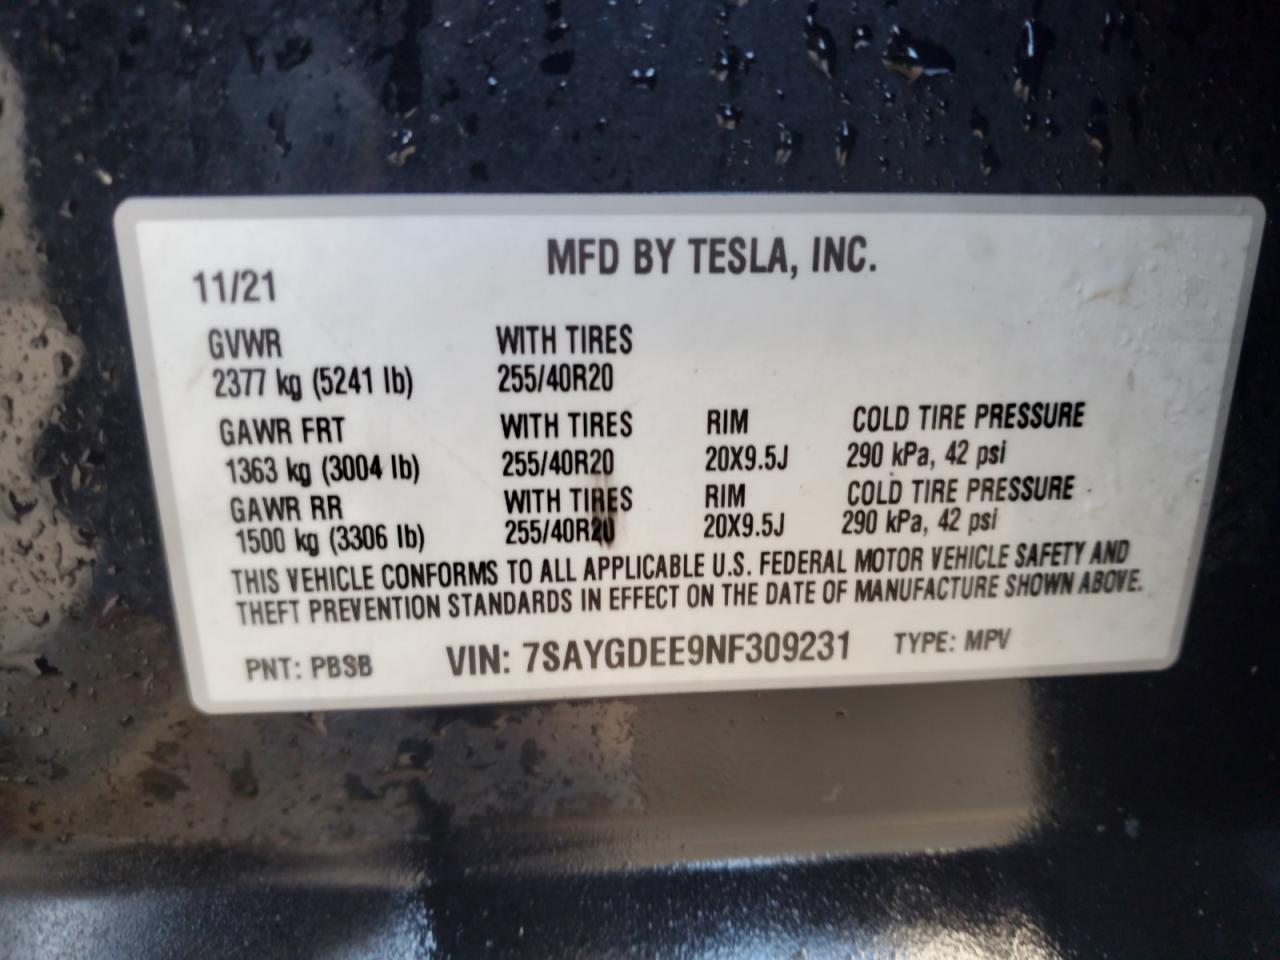 MFD BY TESLA, INC.
11/21
GVWR WITH TIRES
2377 kg (5241 lb) 255/40R20
GAWR FRT WITH TIRES RIM COLD TIRE PRESSURE
1363 kg (3004 lb) 255/40R20 20X9.5J 290 kPa, 42 psi
GAWR RR WITH TIRES RIM COLD TIRE PRESSURE
1500 kg (3306 lb) 255/40R20 20X9.5J 290 kPa, 42 psi
THIS VEHICLE CONFORMS TO ALL APPLICABLE U.S. FEDERAL MOTOR VEHICLE SAFETY AND
THEFT PREVENTION STANDARDS IN EFFECT ON THE DATE OF MANUFACTURE SHOWN ABOVE.
PNT: PBSB VIN: 7SAYGDEE9NF309231 TYPE: MPV